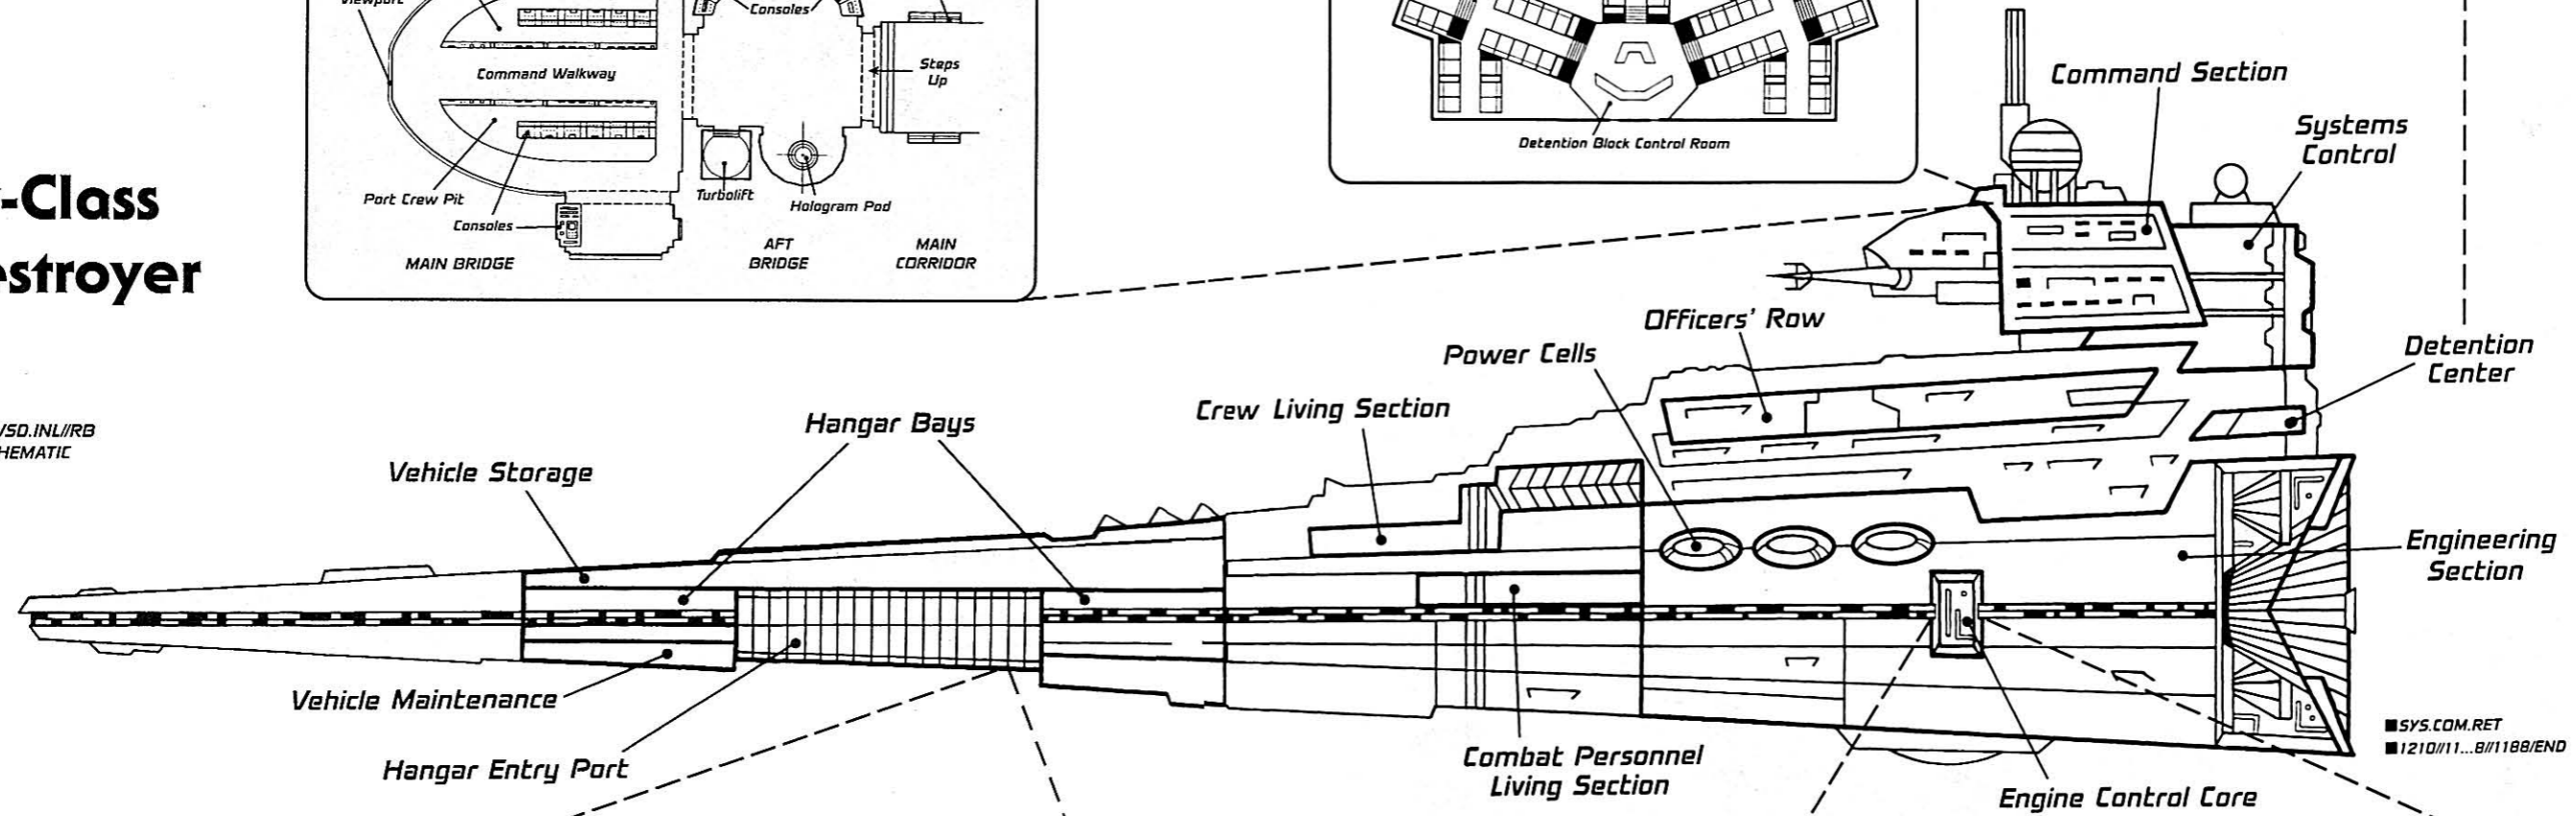 Viewport
Consoles
Command Walkway
Steps
Up
Port Crew Pit
Consoles
Turbolift
Hologram Pod
MAIN BRIDGE
AFT
BRIDGE
MAIN
CORRIDOR
Detention Block Control Room
-Class
estroyer
/SD.INL//RB
HEMATIC
Command Section
Systems
Control
Officers' Row
Power Cells
Detention
Center
Crew Living Section
Hangar Bays
Vehicle Storage
Engineering
Section
Vehicle Maintenance
Hangar Entry Port
Combat Personnel
Living Section
Engine Control Core
■SYS.COM.RET
■1210//11...8//1188/END